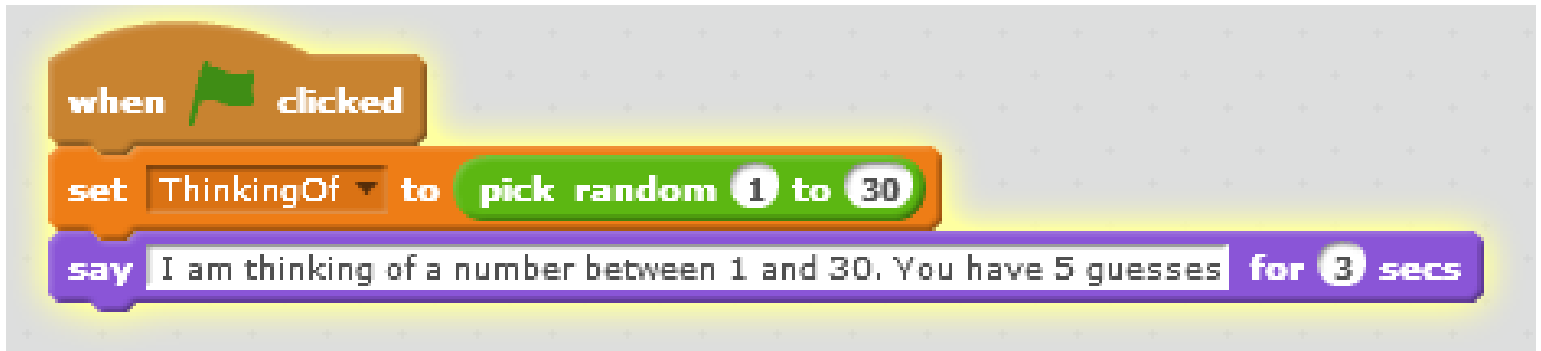 when clicked
set ThinkingOf to pick random 1 to 30
say I am thinking of a number between 1 and 30. You have 5 guesses for 3 secs